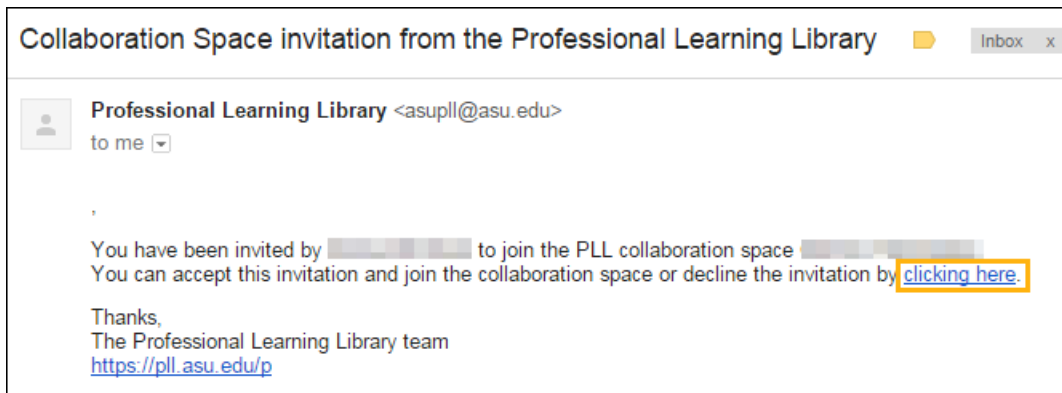 Collaboration Space invitation from the Professional Learning Library
Inbox x
Professional Learning Library <asupll@asu.edu>
to me
,
You have been invited by to join the PLL collaboration space
You can accept this invitation and join the collaboration space or decline the invitation by clicking here.
Thanks,
The Professional Learning Library team
https://pll.asu.edu/p